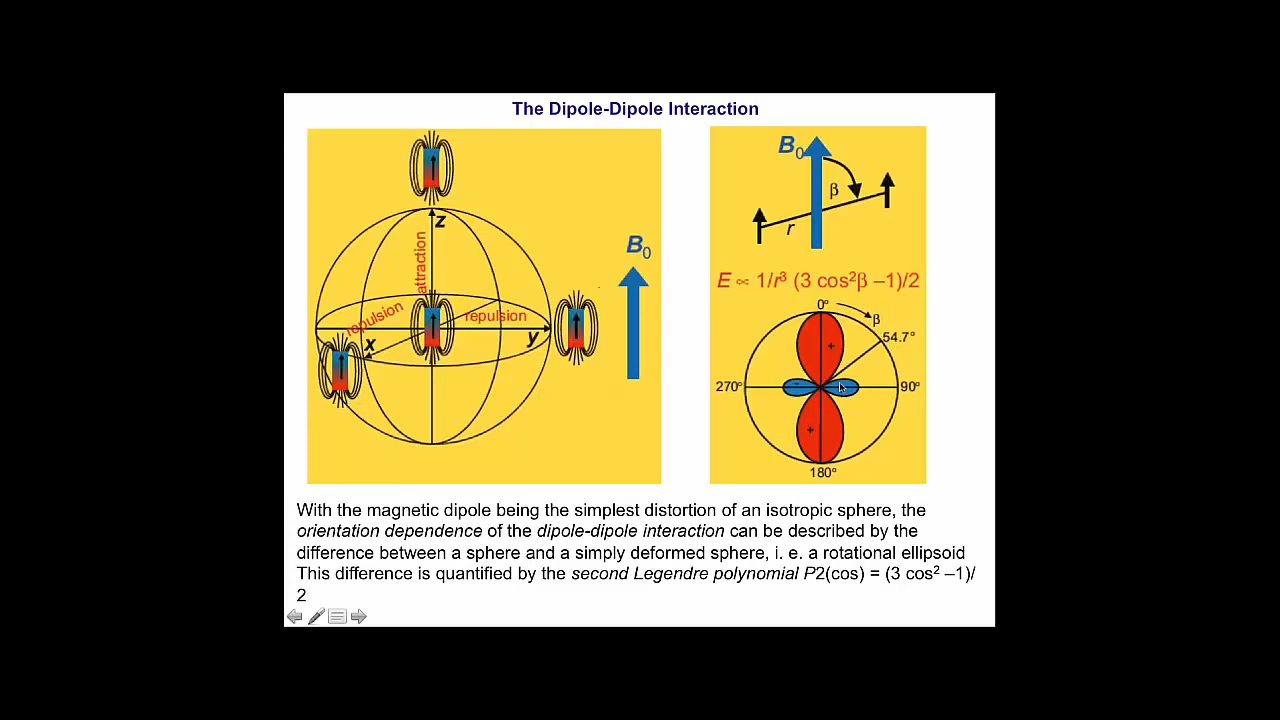 The Dipole-Dipole Interaction
z
attraction
repulsion
repulsion
x
y
B0
B0
β
r
E ∝ 1/r³ (3 cos²β –1)/2
0°
β
54.7°
+
270°
-
90°
+
180°
With the magnetic dipole being the simplest distortion of an isotropic sphere, the
orientation dependence of the dipole-dipole interaction can be described by the
difference between a sphere and a simply deformed sphere, i. e. a rotational ellipsoid
This difference is quantified by the second Legendre polynomial P2(cos) = (3 cos² –1)/
2